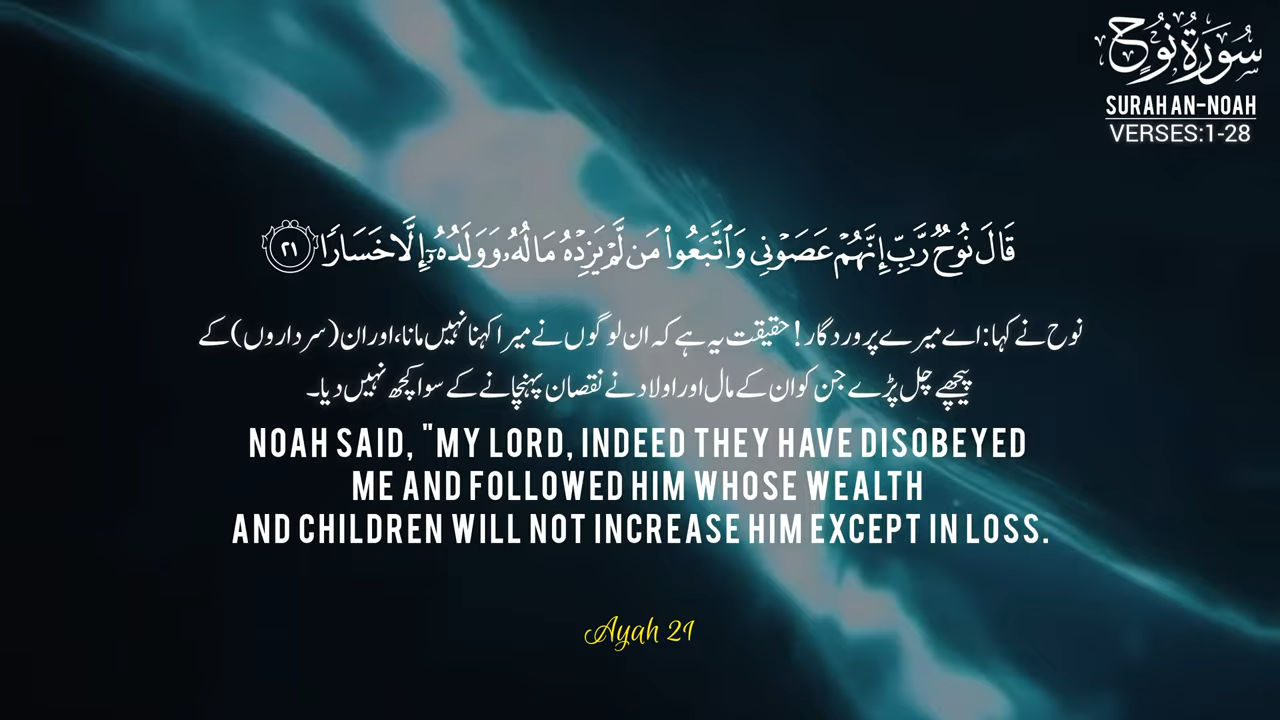 سُورَةُ نُوحٍ
SURAH AN-NOAH
VERSES:1-28
قَالَ نُوحٌ رَّبِّ إِنَّهُمْ عَصَوْنِى وَٱتَّبَعُوا۟ مَن لَّمْ يَزِدْهُ مَالُهُۥ وَوَلَدُهُۥٓ إِلَّا خَسَارًا ٢١
نوح نے کہا: اے میرے پروردگار! حقیقت یہ ہے کہ ان لوگوں نے میرا کہنا نہیں مانا، اور ان (سرداروں) کے
پیچھے چل پڑے جن کو ان کے مال اور اولاد نے نقصان پہنچانے کے سوا کچھ نہیں دیا۔
NOAH SAID, "MY LORD, INDEED THEY HAVE DISOBEYED
ME AND FOLLOWED HIM WHOSE WEALTH
AND CHILDREN WILL NOT INCREASE HIM EXCEPT IN LOSS.
Ayah 21